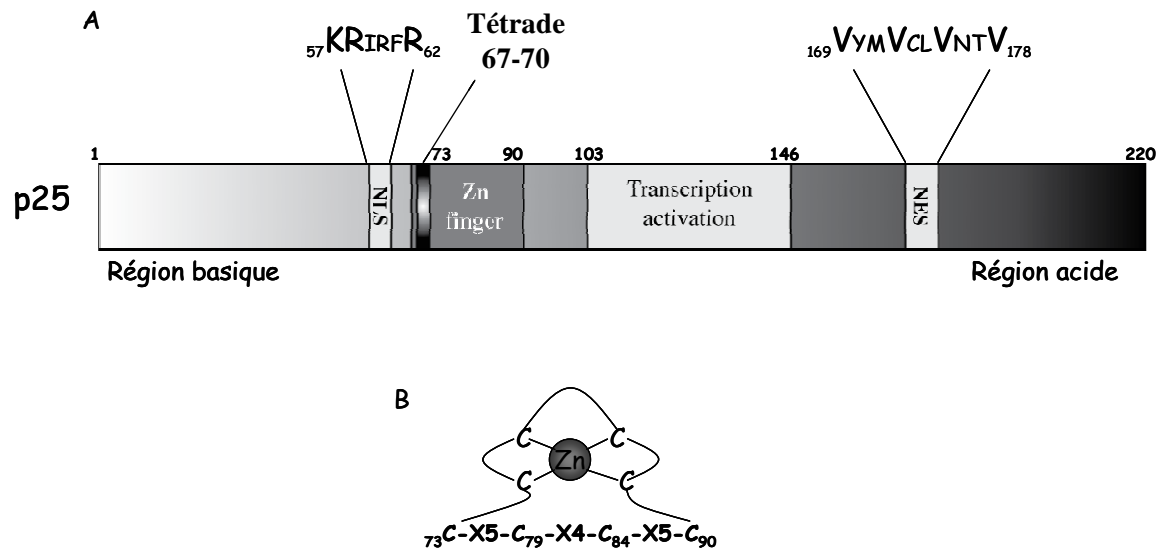 A
57KRIRFR62
Tétrade
67-70
169VYMVCLVNTV178
1
73
90
103
146
220
p25
NLS
Zn
finger
Transcription
activation
NES
Région basique
Région acide
B
C
C
Zn
C
C
73C-X5-C79-X4-C84-X5-C90